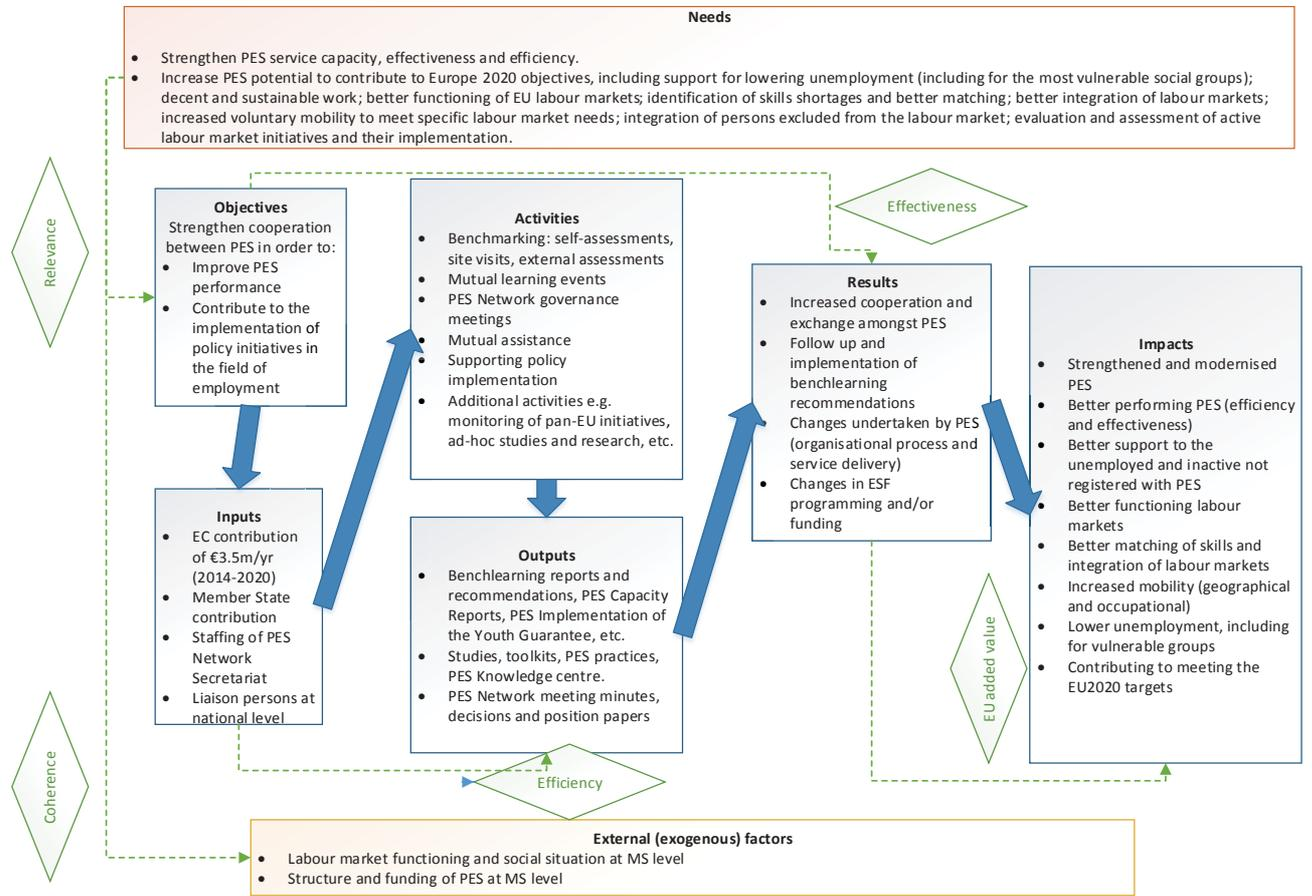 Needs
• Strengthen PES service capacity, effectiveness and efficiency.
• Increase PES potential to contribute to Europe 2020 objectives, including support for lowering unemployment (including for the most vulnerable social groups);
decent and sustainable work; better functioning of EU labour markets; identification of skills shortages and better matching; better integration of labour markets;
increased voluntary mobility to meet specific labour market needs; integration of persons excluded from the labour market; evaluation and assessment of active
labour market initiatives and their implementation.
Relevance
Objectives
Strengthen cooperation
between PES in order to:
• Improve PES
performance
• Contribute to the
implementation of
policy initiatives in
the field of
employment
Inputs
• EC contribution
of €3.5m/yr
(2014-2020)
• Member State
contribution
• Staffing of PES
Network
Secretariat
• Liaison persons at
national level
Activities
• Benchmarking: self-assessments,
site visits, external assessments
• Mutual learning events
• PES Network governance
meetings
• Mutual assistance
• Supporting policy
implementation
• Additional activities e.g.
monitoring of pan-EU initiatives,
ad-hoc studies and research, etc.
Outputs
• Benchlearning reports and
recommendations, PES Capacity
Reports, PES Implementation of
the Youth Guarantee, etc.
• Studies, toolkits, PES practices,
PES Knowledge centre.
• PES Network meeting minutes,
decisions and position papers
Effectiveness
Results
• Increased cooperation and
exchange amongst PES
• Follow up and
implementation of
benchlearning
recommendations
• Changes undertaken by PES
(organisational process and
service delivery)
• Changes in ESF
programming and/or
funding
Impacts
• Strengthened and modernised
PES
• Better performing PES (efficiency
and effectiveness)
• Better support to the
unemployed and inactive not
registered with PES
• Better functioning labour
markets
• Better matching of skills and
integration of labour markets
• Increased mobility (geographical
and occupational)
• Lower unemployment, including
for vulnerable groups
• Contributing to meeting the
EU2020 targets
EU added value
Coherence
Efficiency
External (exogenous) factors
• Labour market functioning and social situation at MS level
• Structure and funding of PES at MS level